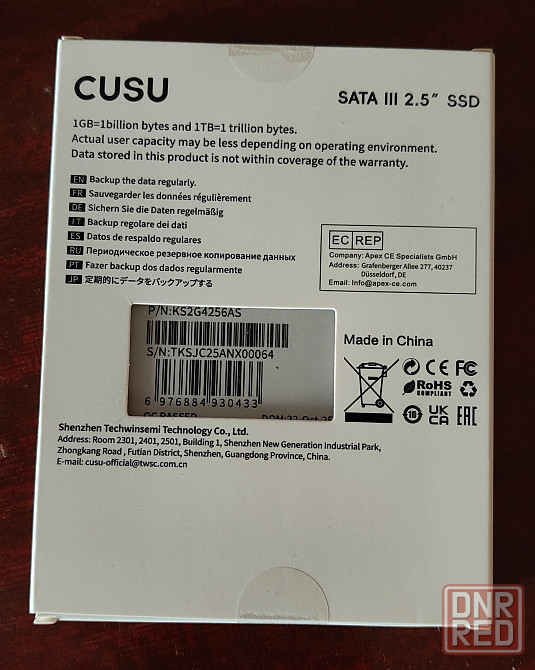 CUSU
SATA III 2.5" SSD
1GB=1billion bytes and 1TB=1 trillion bytes.
Actual user capacity may be less depending on operating environment.
Data stored in this product is not within coverage of the warranty.
EN Backup the data regularly.
FR Sauvegarder les données régulièrement
DE Sichern Sie die Daten regelmäßig
IT Backup regolare dei dati
ES Datos de respaldo regulares
RU Периодическое резервное копирование данных
PT Fazer backup dos dados regularmente
JP 定期的にデータをバックアップする
EC REP
Company: Apex CE Specialists GmbH
Address: Grafenberger Allee 277, 40237
Düsseldorf, DE
Email: Info@apex-ce.com
P/N:KS2G4256AS
S/N:TKSJC25ANX00064
6 976884 930433
QC PASSED DOM:22-Oct-25
Made in China
CE FC
RoHS
COMPLIANT
10 UK
CA EAC
Shenzhen Techwinsemi Technology Co., Ltd.
Address: Room 2301, 2401, 2501, Building 1, Shenzhen New Generation Industrial Park,
Zhongkang Road , Futian District, Shenzhen, Guangdong Province, China.
E-mail: cusu-official@twsc.com.cn
DNR
RED